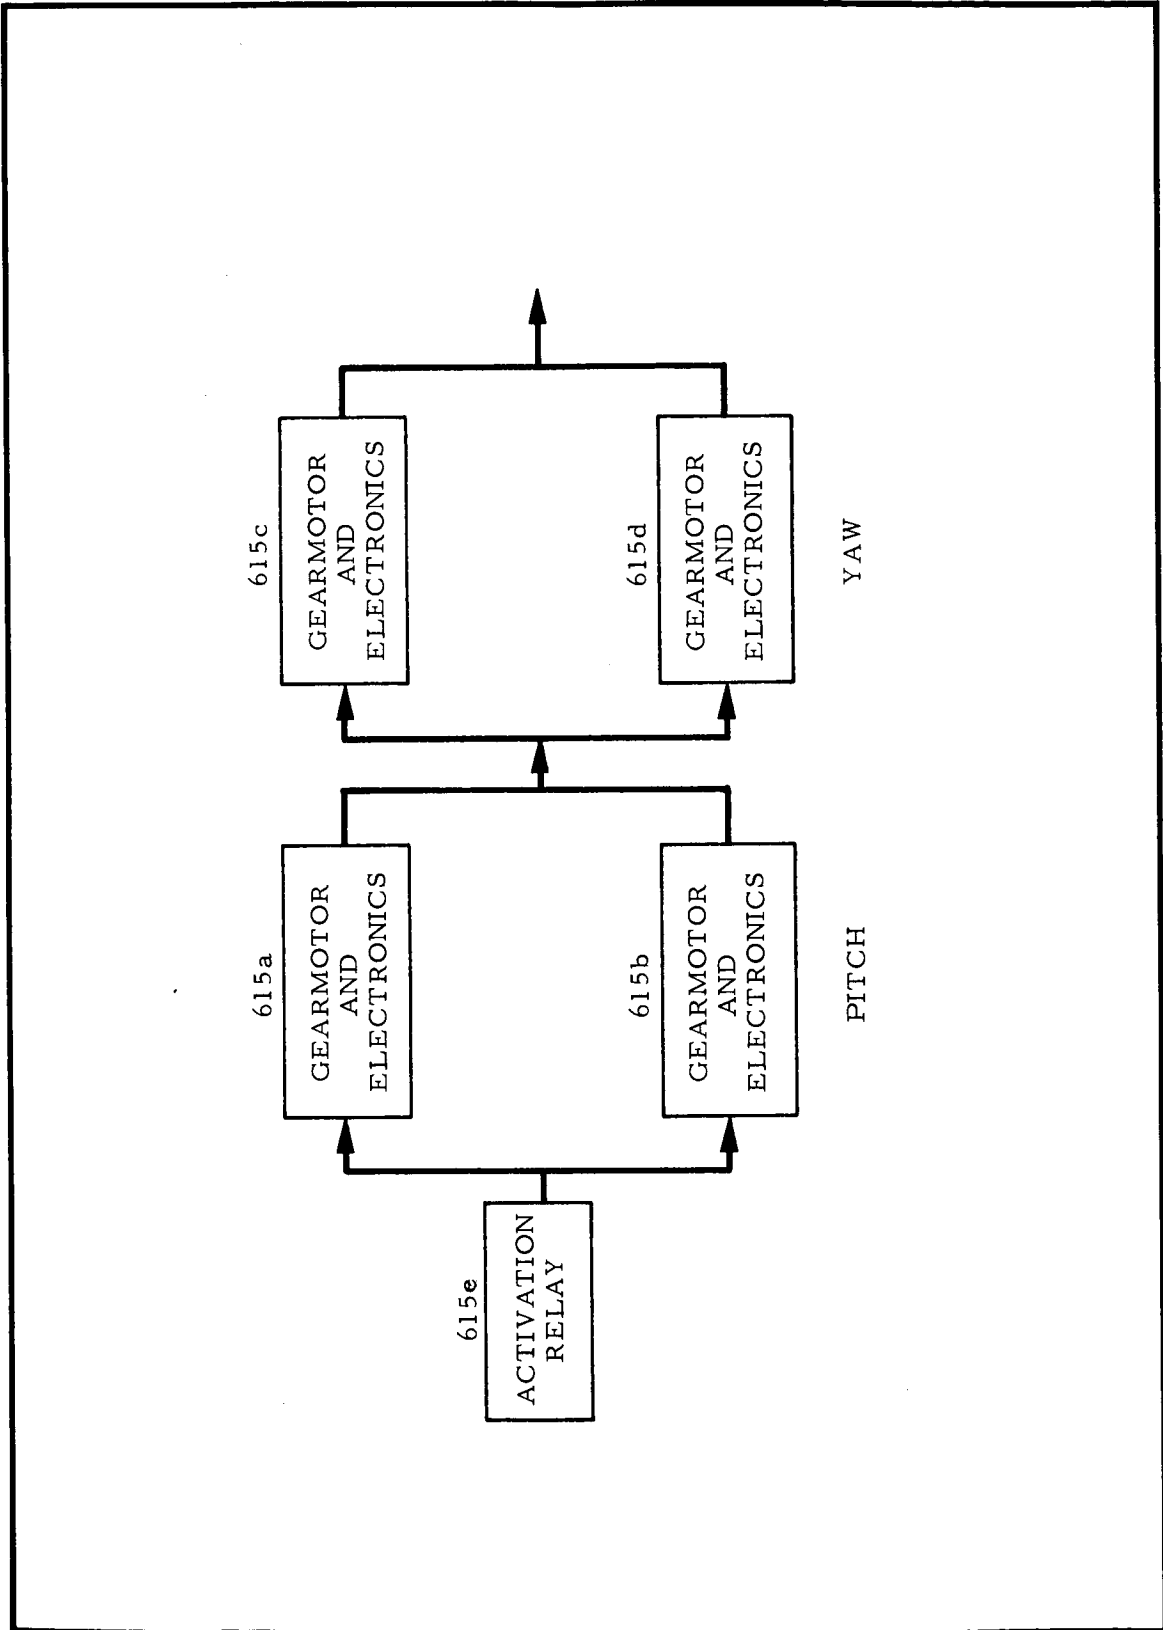 615e
ACTIVATION
RELAY
615a
GEARMOTOR
AND
ELECTRONICS
615b
GEARMOTOR
AND
ELECTRONICS
PITCH
615c
GEARMOTOR
AND
ELECTRONICS
615d
GEARMOTOR
AND
ELECTRONICS
YAW